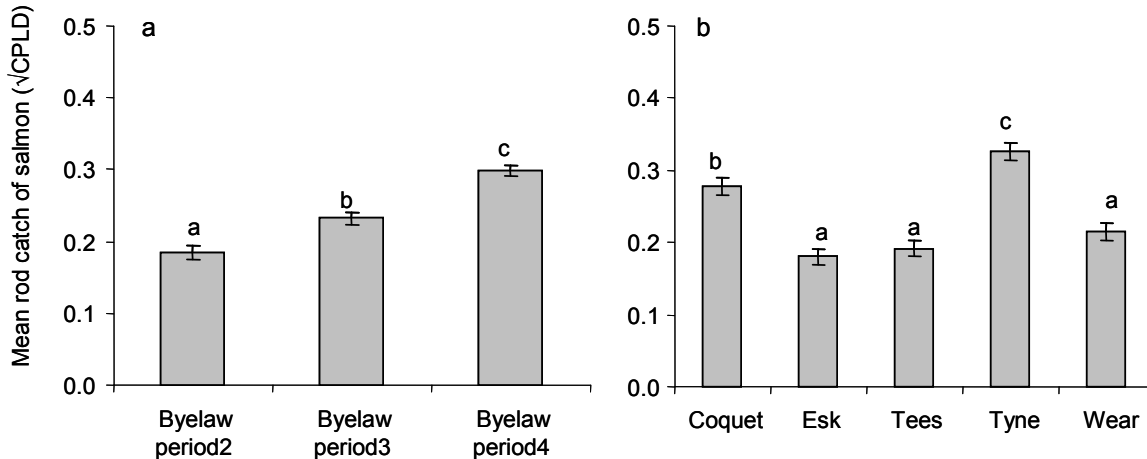 Mean rod catch of salmon (√CPLD)
a
0.5
0.4
0.3
0.2
0.1
0.0
a
b
c
Byelaw period2
Byelaw period3
Byelaw period4
b
0.5
0.4
0.3
0.2
0.1
0.0
b
a
a
c
a
Coquet
Esk
Tees
Tyne
Wear